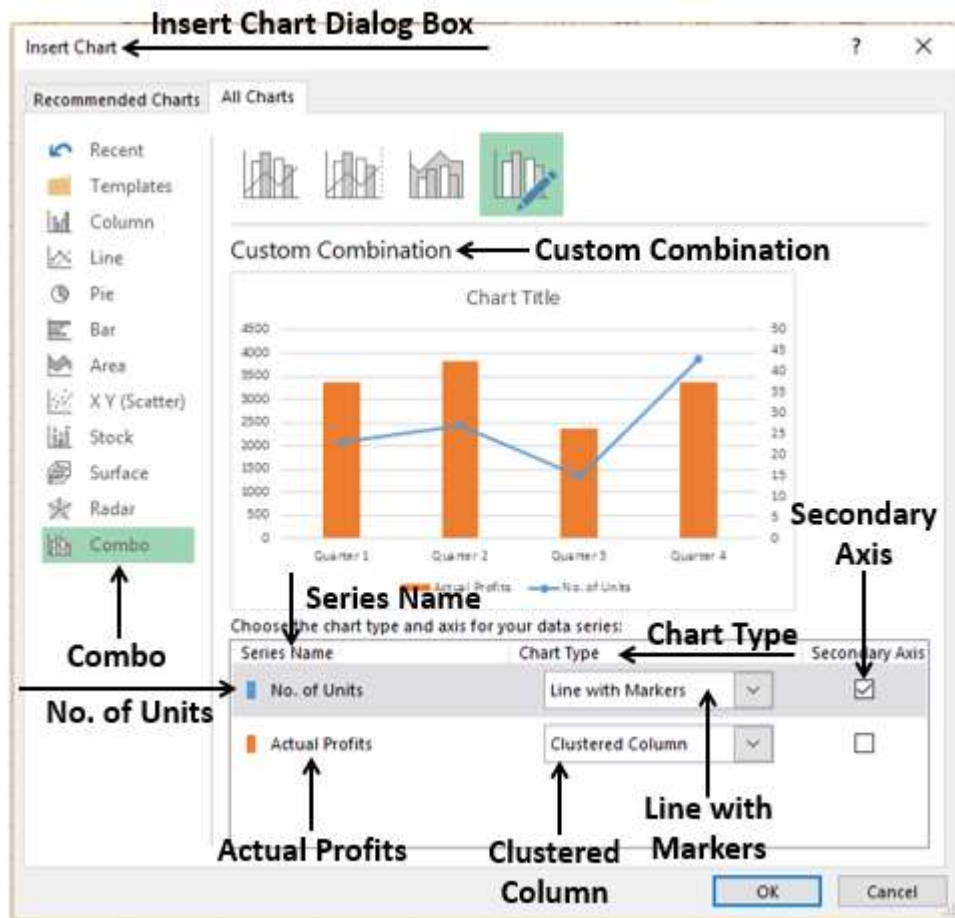 Insert Chart Dialog Box
Insert Chart
?
Recommended Charts
All Charts
Recent
Templates
Column
Line
Pie
Bar
Area
X Y (Scatter)
Stock
Surface
Radar
Combo
Custom Combination
Custom Combination
Chart Title
4500
4000
3500
3000
2500
2000
1500
1000
500
0
50
45
40
35
30
25
20
15
10
5
0
Quarter 1
Quarter 2
Quarter 3
Quarter 4
Actual Profits
No. of Units
Secondary
Axis
Series Name
Choose the chart type and axis for your data series:
Chart Type
Series Name
Chart Type
Secondary Axis
Combo
No. of Units
No. of Units
Line with Markers
Actual Profits
Clustered Column
Actual Profits
Clustered
Column
Line with
Markers
OK
Cancel